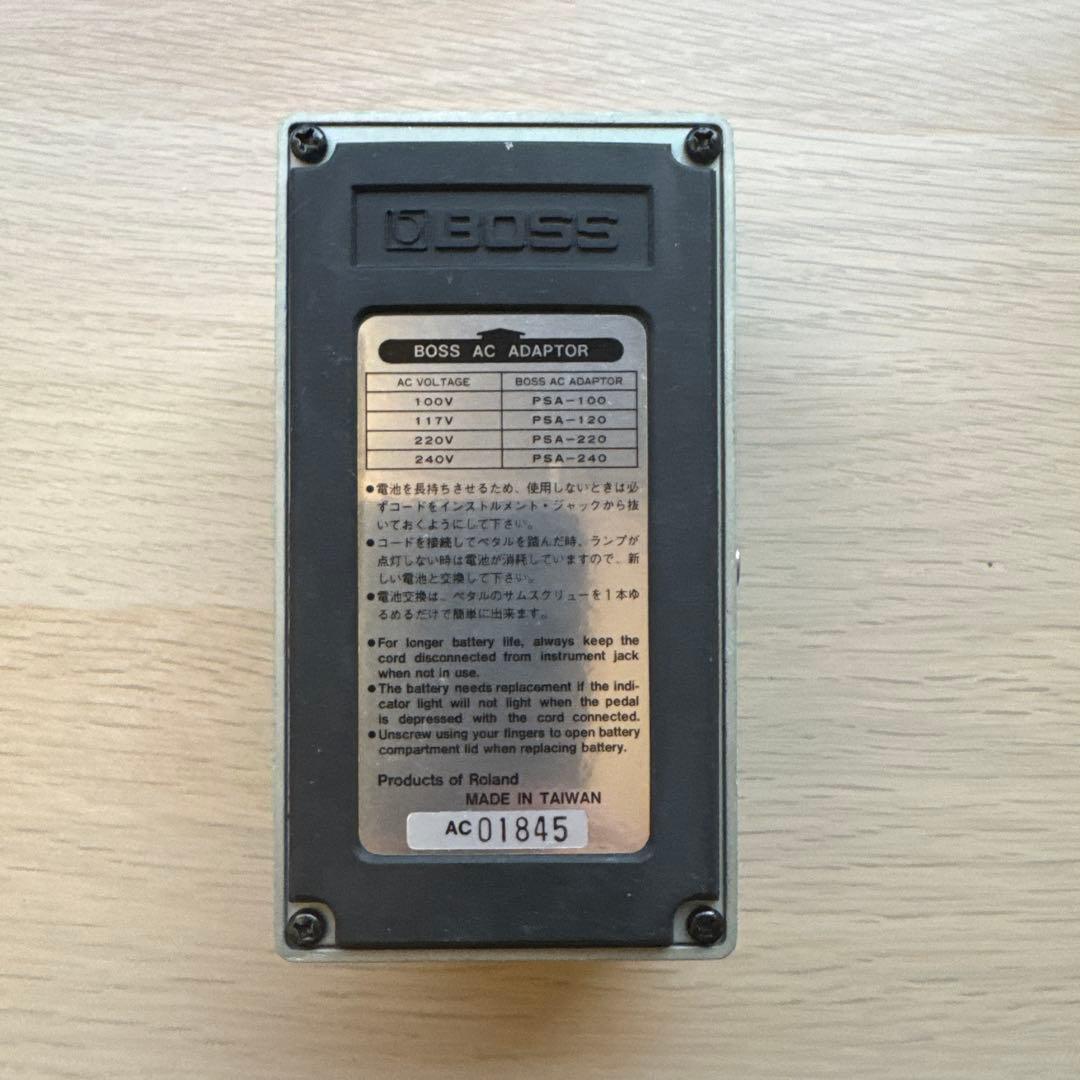 BOSS
BOSS AC ADAPTOR
AC VOLTAGE BOSS AC ADAPTOR
100V PSA-100
117V PSA-120
220V PSA-220
240V PSA-240
●電池を長持ちさせるため、使用しないときは必
ずコードをインストルメント・ジャックから抜
いておくようにして下さい。
●コードを接続してペダルを踏んだ時、ランプが
点灯しない時は電池が消耗していますので、新
しい電池と交換して下さい。
●電池交換は、ペダルのサムスクリューを1本ゆ
るめるだけで簡単に出来ます。
●For longer battery life, always keep the
cord disconnected from instrument jack
when not in use.
●The battery needs replacement if the indi-
cator light will not light when the pedal
is depressed with the cord connected.
●Unscrew using your fingers to open battery
compartment lid when replacing battery.
Products of Roland
MADE IN TAIWAN
AC 01845